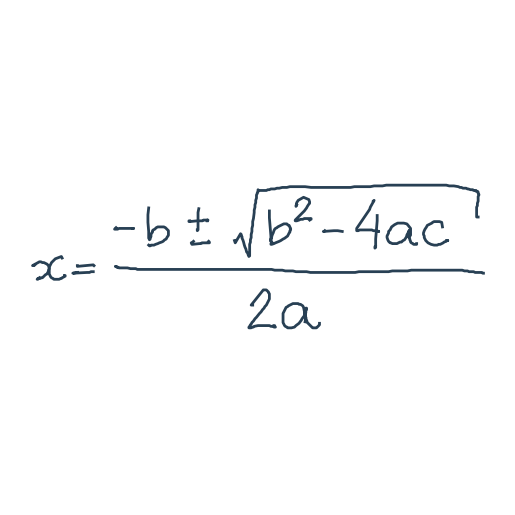 x = (-b ± √(b² - 4ac)) / 2a